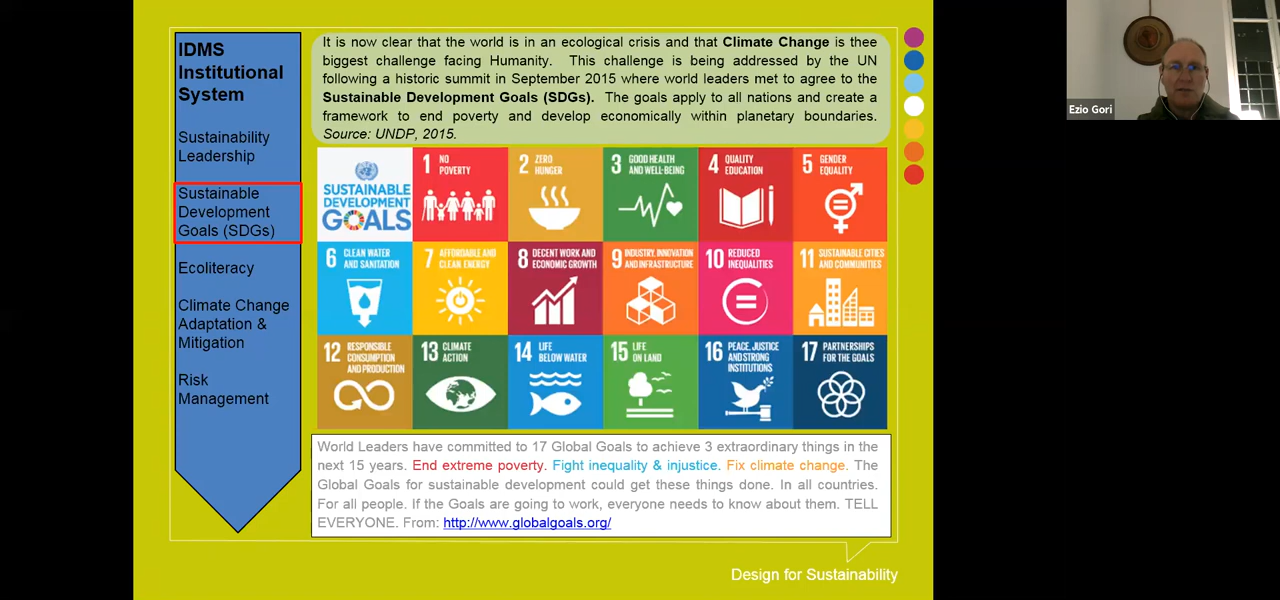 IDMS
Institutional
System
Sustainability
Leadership
Sustainable
Development
Goals (SDGs)
Ecoliteracy
Climate Change
Adaptation &
Mitigation
Risk
Management
It is now clear that the world is in an ecological crisis and that Climate Change is thee
biggest challenge facing Humanity. This challenge is being addressed by the UN
following a historic summit in September 2015 where world leaders met to agree to the
Sustainable Development Goals (SDGs). The goals apply to all nations and create a
framework to end poverty and develop economically within planetary boundaries.
Source: UNDP, 2015.
SUSTAINABLE
DEVELOPMENT
GOALS
1 NO
POVERTY
2 ZERO
HUNGER
3 GOOD HEALTH
AND WELL-BEING
4 QUALITY
EDUCATION
5 GENDER
EQUALITY
6 CLEAN WATER
AND SANITATION
7 AFFORDABLE AND
CLEAN ENERGY
8 DECENT WORK AND
ECONOMIC GROWTH
9 INDUSTRY, INNOVATION
AND INFRASTRUCTURE
10 REDUCED
INEQUALITIES
11 SUSTAINABLE CITIES
AND COMMUNITIES
12 RESPONSIBLE
CONSUMPTION
AND PRODUCTION
13 CLIMATE
ACTION
14 LIFE
BELOW WATER
15 LIFE
ON LAND
16 PEACE, JUSTICE
AND STRONG
INSTITUTIONS
17 PARTNERSHIPS
FOR THE GOALS
World Leaders have committed to 17 Global Goals to achieve 3 extraordinary things in the
next 15 years. End extreme poverty. Fight inequality & injustice. Fix climate change. The
Global Goals for sustainable development could get these things done. In all countries.
For all people. If the Goals are going to work, everyone needs to know about them. TELL
EVERYONE. From: http://www.globalgoals.org/
Design for Sustainability
Ezio Gori